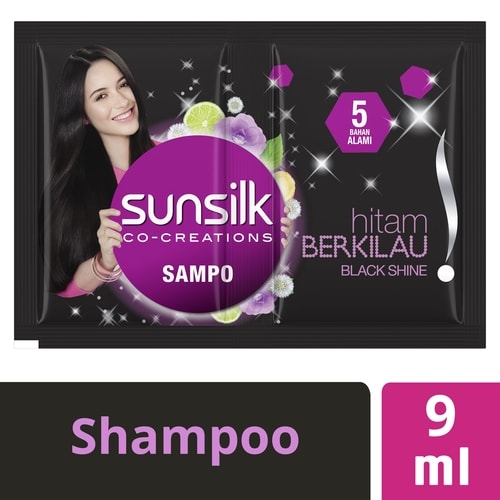 sunsilk
CO-CREATIONS
SAMPO
5
BAHAN
ALAMI
hitam
BERKILAU
BLACK SHINE
Shampoo
9
ml